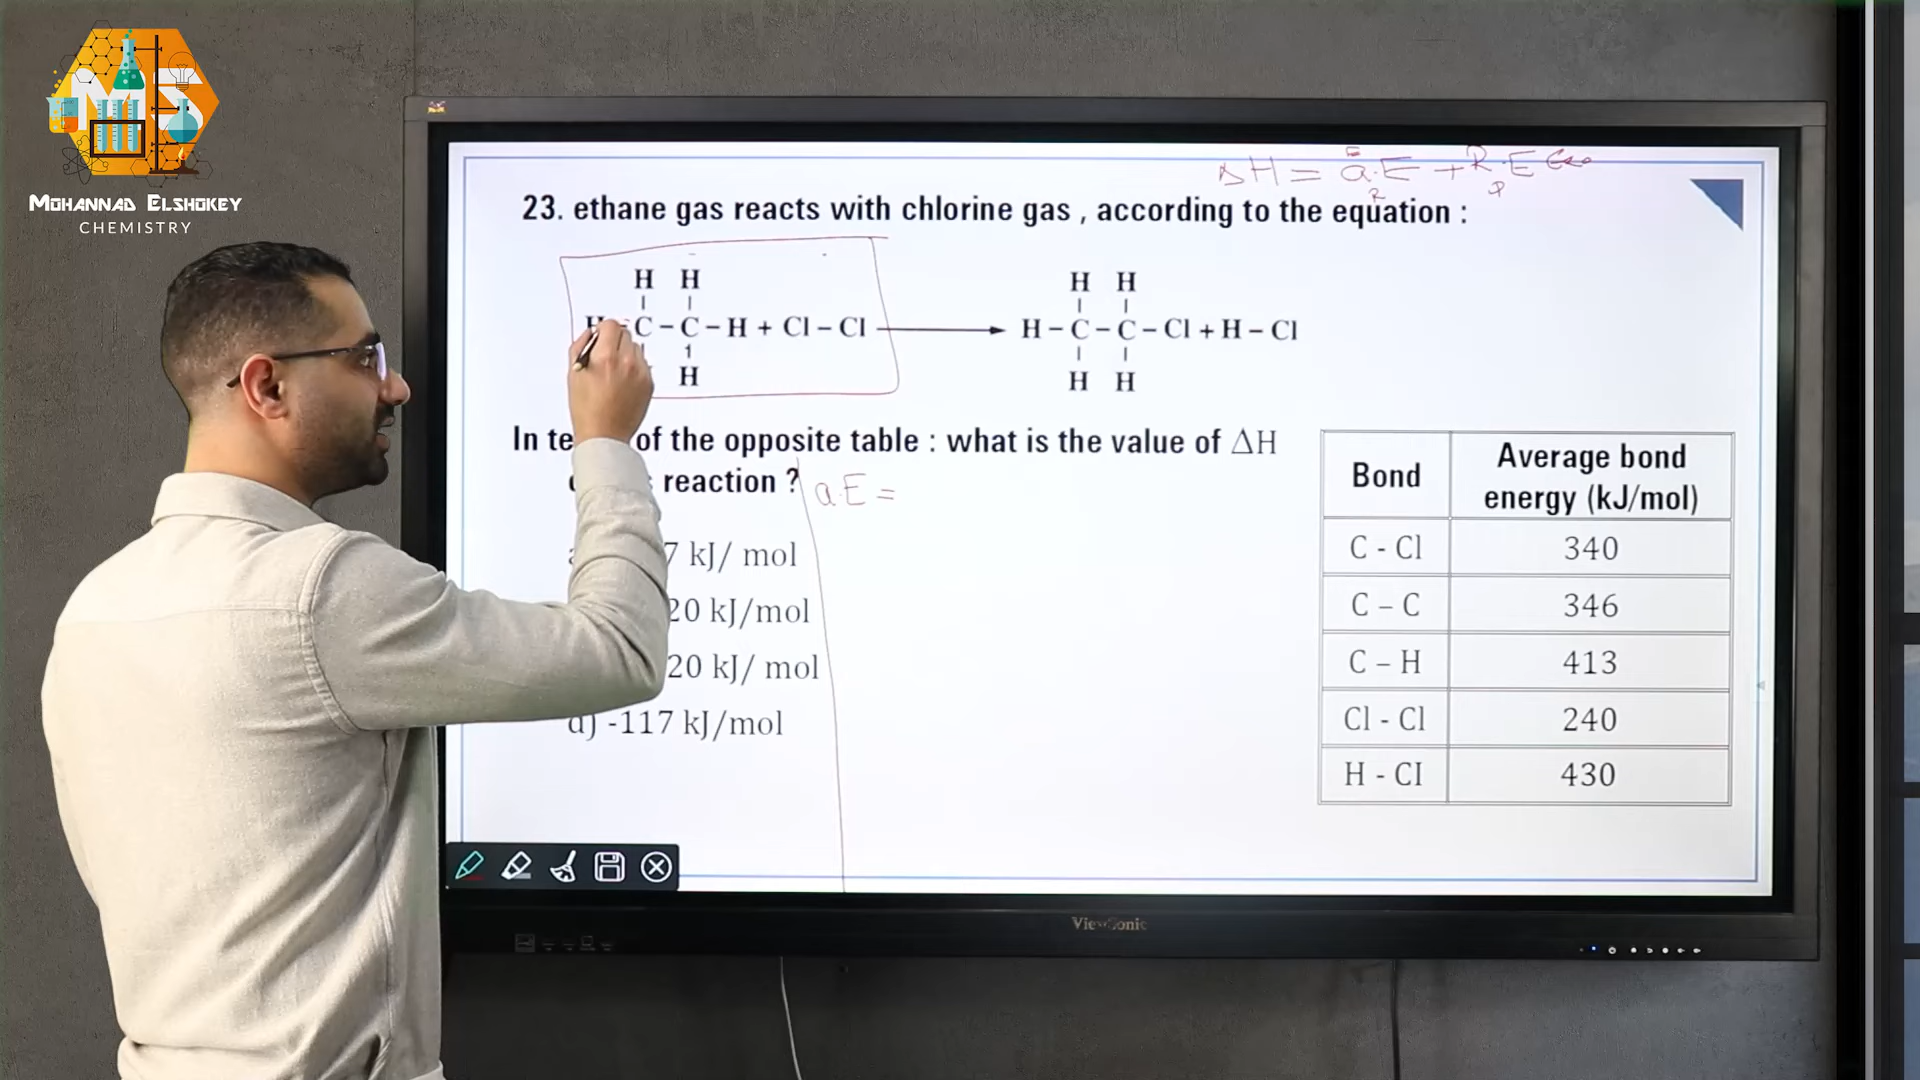 MS
MOHANNAD ELSHOKEY
CHEMISTRY
ΔH = a.E + R.E
R P
23. ethane gas reacts with chlorine gas , according to the equation :
H H H H
H – C – C – H + Cl – Cl H – C – C – Cl + H – Cl
H H H
In of the opposite table : what is the value of ΔH
reaction ?
a.E =
7 kJ/ mol
20 kJ/mol
20 kJ/ mol
d) -117 kJ/mol
Bond Average bond energy (kJ/mol)
C - Cl 340
C – C 346
C – H 413
Cl - Cl 240
H - Cl 430
ViewSonic